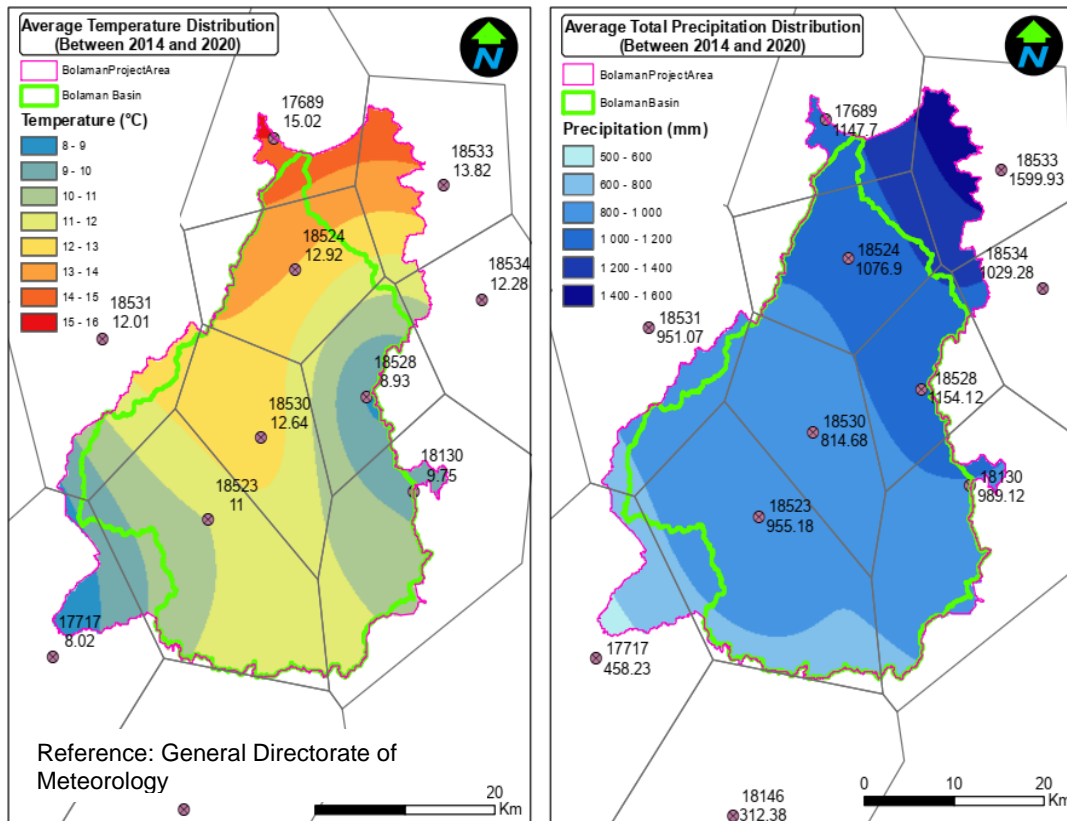 Average Temperature Distribution
(Between 2014 and 2020)
BolamanProjectArea
Bolaman Basin
Temperature (°C)
8 - 9
9 - 10
10 - 11
11 - 12
12 - 13
13 - 14
14 - 15
15 - 16
N
17689
15.02
18533
13.82
18524
12.92
18534
12.28
18531
12.01
18528
8.93
18530
12.64
18130
9.75
18523
11
17717
8.02
Reference: General Directorate of
Meteorology
20
Km
Average Total Precipitation Distribution
(Between 2014 and 2020)
BolamanProjectArea
BolamanBasin
Precipitation (mm)
500 - 600
600 - 800
800 - 1 000
1 000 - 1 200
1 200 - 1 400
1 400 - 1 600
N
17689
1147.7
18533
1599.93
18524
1076.9
18534
1029.28
18531
951.07
18528
1154.12
18530
814.68
18130
989.12
18523
955.18
17717
458.23
18146
312.38
0 10 20
Km